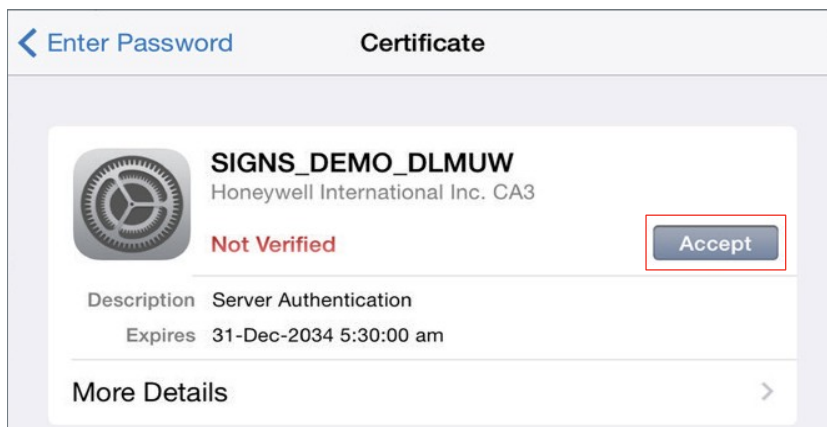 Enter Password
Certificate
SIGNS_DEMO_DLMUW
Honeywell International Inc. CA3
Not Verified
Accept
Description Server Authentication
Expires 31-Dec-2034 5:30:00 am
More Details